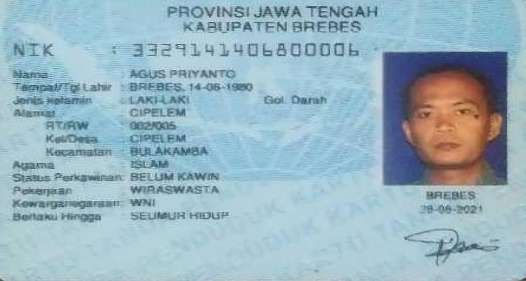 PROVINSI JAWA TENGAH
KABUPATEN BREBES
NIK : 3329141406800006
Nama : AGUS PRIYANTO
Tempat/Tgl Lahir : BREBES, 14-06-1980
Jenis kelamin : LAKI-LAKI Gol. Darah
Alamat : CIPELEM
RT/RW : 002/005
Kel/Desa : CIPELEM
Kecamatan : BULAKAMBA
Agama : ISLAM
Status Perkawinan: BELUM KAWIN
Pekerjaan : WIRASWASTA
Kewarganegaraan: WNI
Berlaku Hingga : SEUMUR HIDUP
BREBES
28-08-2021